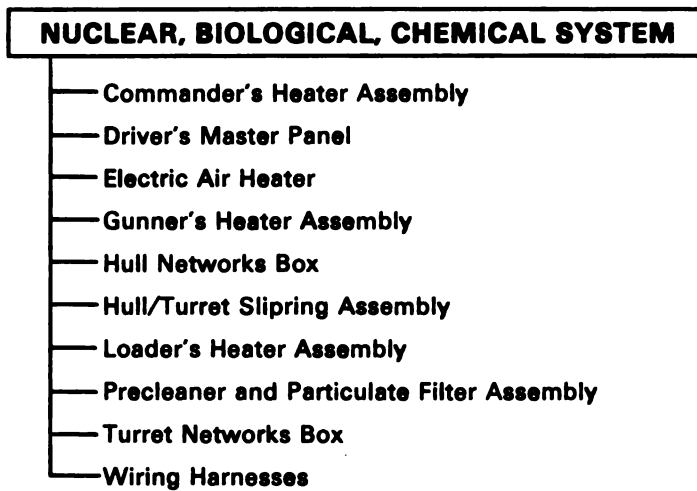 NUCLEAR, BIOLOGICAL, CHEMICAL SYSTEM
Commander's Heater Assembly
Driver's Master Panel
Electric Air Heater
Gunner's Heater Assembly
Hull Networks Box
Hull/Turret Slipring Assembly
Loader's Heater Assembly
Precleaner and Particulate Filter Assembly
Turret Networks Box
Wiring Harnesses